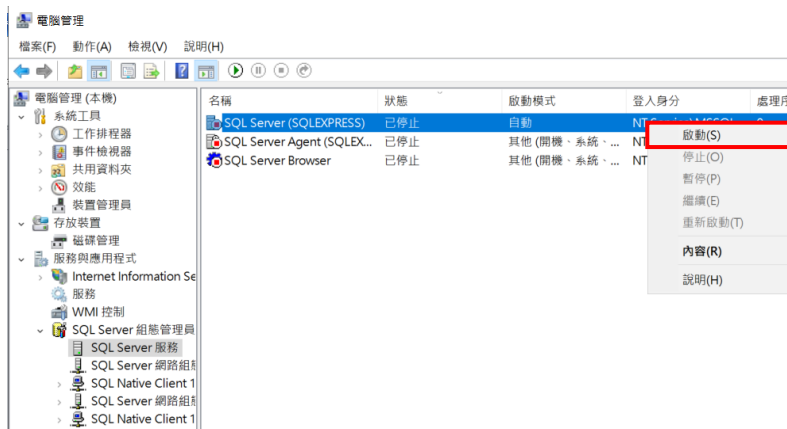 電腦管理
檔案(F) 動作(A) 檢視(V) 說明(H)
電腦管理 (本機)
系統工具
工作排程器
事件檢視器
共用資料夾
效能
裝置管理員
存放裝置
磁碟管理
服務與應用程式
Internet Information Se
服務
WMI 控制
SQL Server 組態管理員
SQL Server 服務
SQL Server 網路組態
SQL Native Client 1
SQL Server 網路組態
SQL Native Client 1
名稱 狀態 啟動模式 登入身分 處理序
SQL Server (SQLEXPRESS) 已停止 自動
SQL Server Agent (SQLEX... 已停止 其他 (開機、系統、... NT
SQL Server Browser 已停止 其他 (開機、系統、... NT
啟動(S)
停止(O)
暫停(P)
繼續(E)
重新啟動(T)
內容(R)
說明(H)